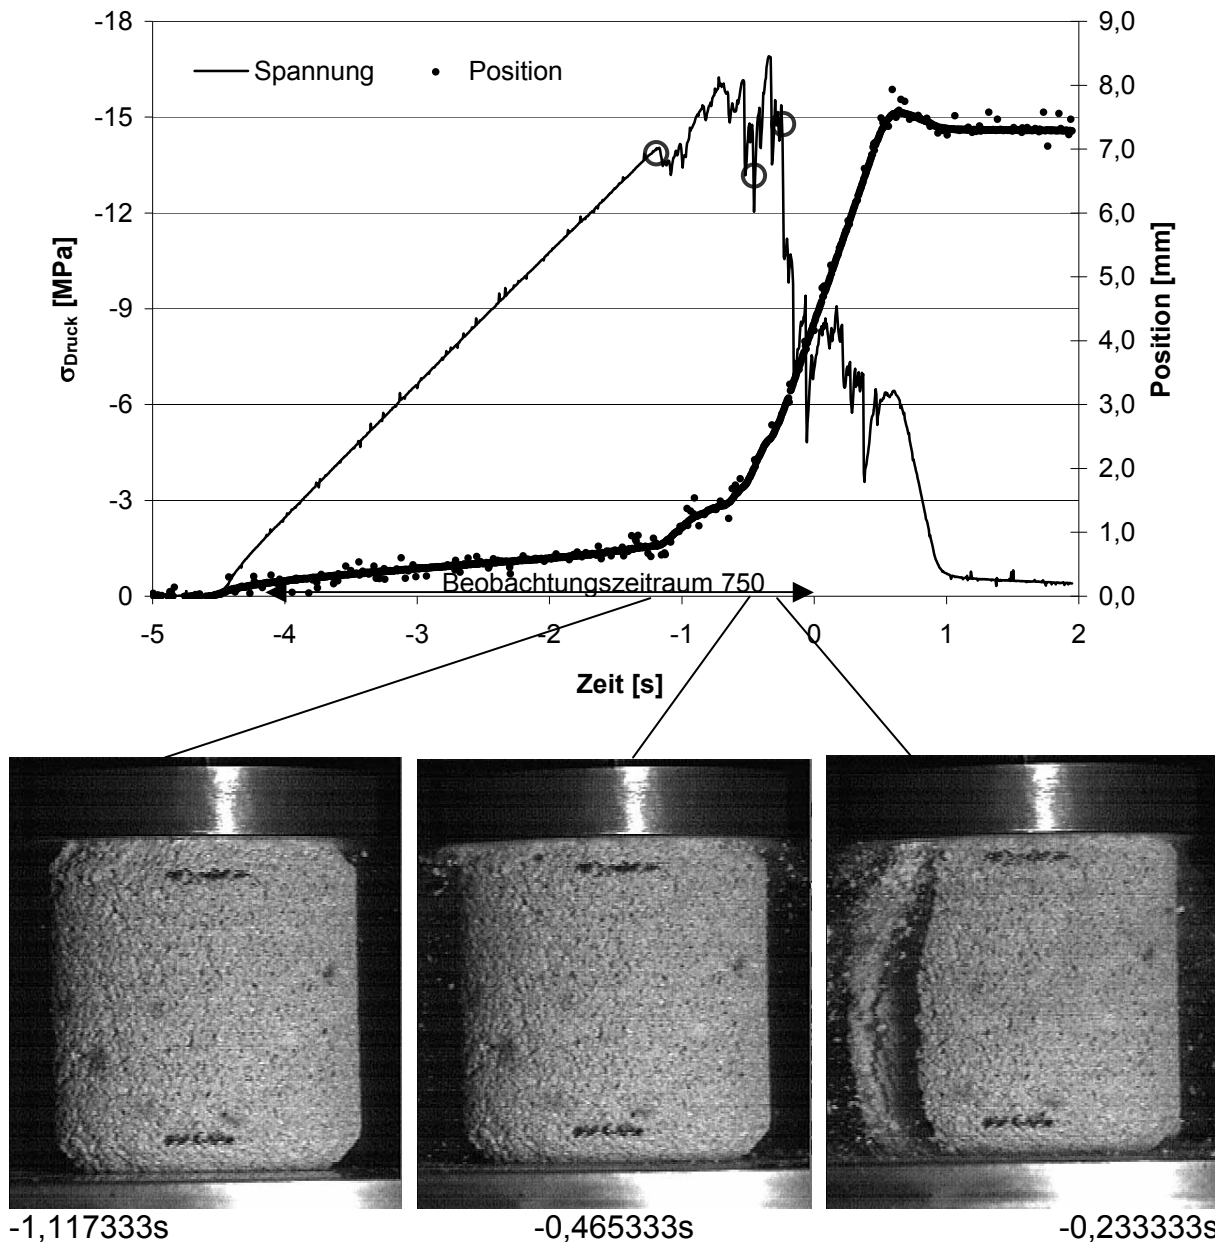 -18
-15
-12
-9
-6
-3
0
σDruck [MPa]
Spannung
Position
9,0
8,0
7,0
6,0
5,0
4,0
3,0
2,0
1,0
0,0
Position [mm]
Beobachtungszeitraum 750
-5 -4 -3 -2 -1 0 1 2
Zeit [s]
-1,117333s
-0,465333s
-0,233333s